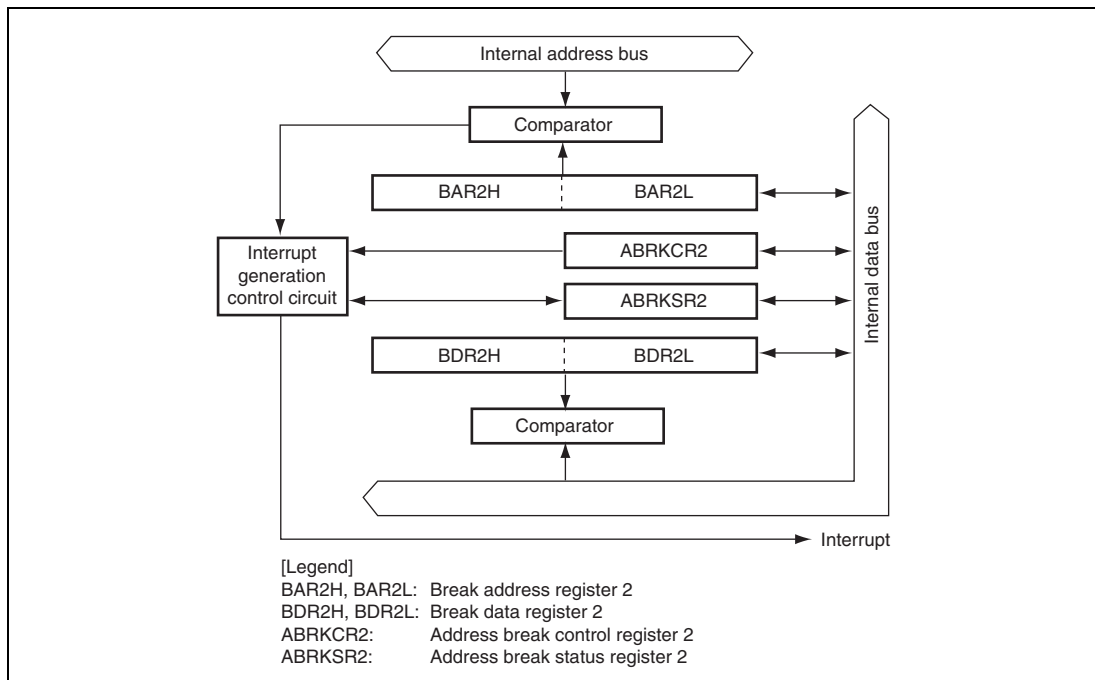 Internal address bus
Comparator
BAR2H
BAR2L
Internal data bus
Interrupt
generation
control circuit
ABRKCR2
ABRKSR2
BDR2H
BDR2L
Comparator
Interrupt
[Legend]
BAR2H, BAR2L: Break address register 2
BDR2H, BDR2L: Break data register 2
ABRKCR2: Address break control register 2
ABRKSR2: Address break status register 2